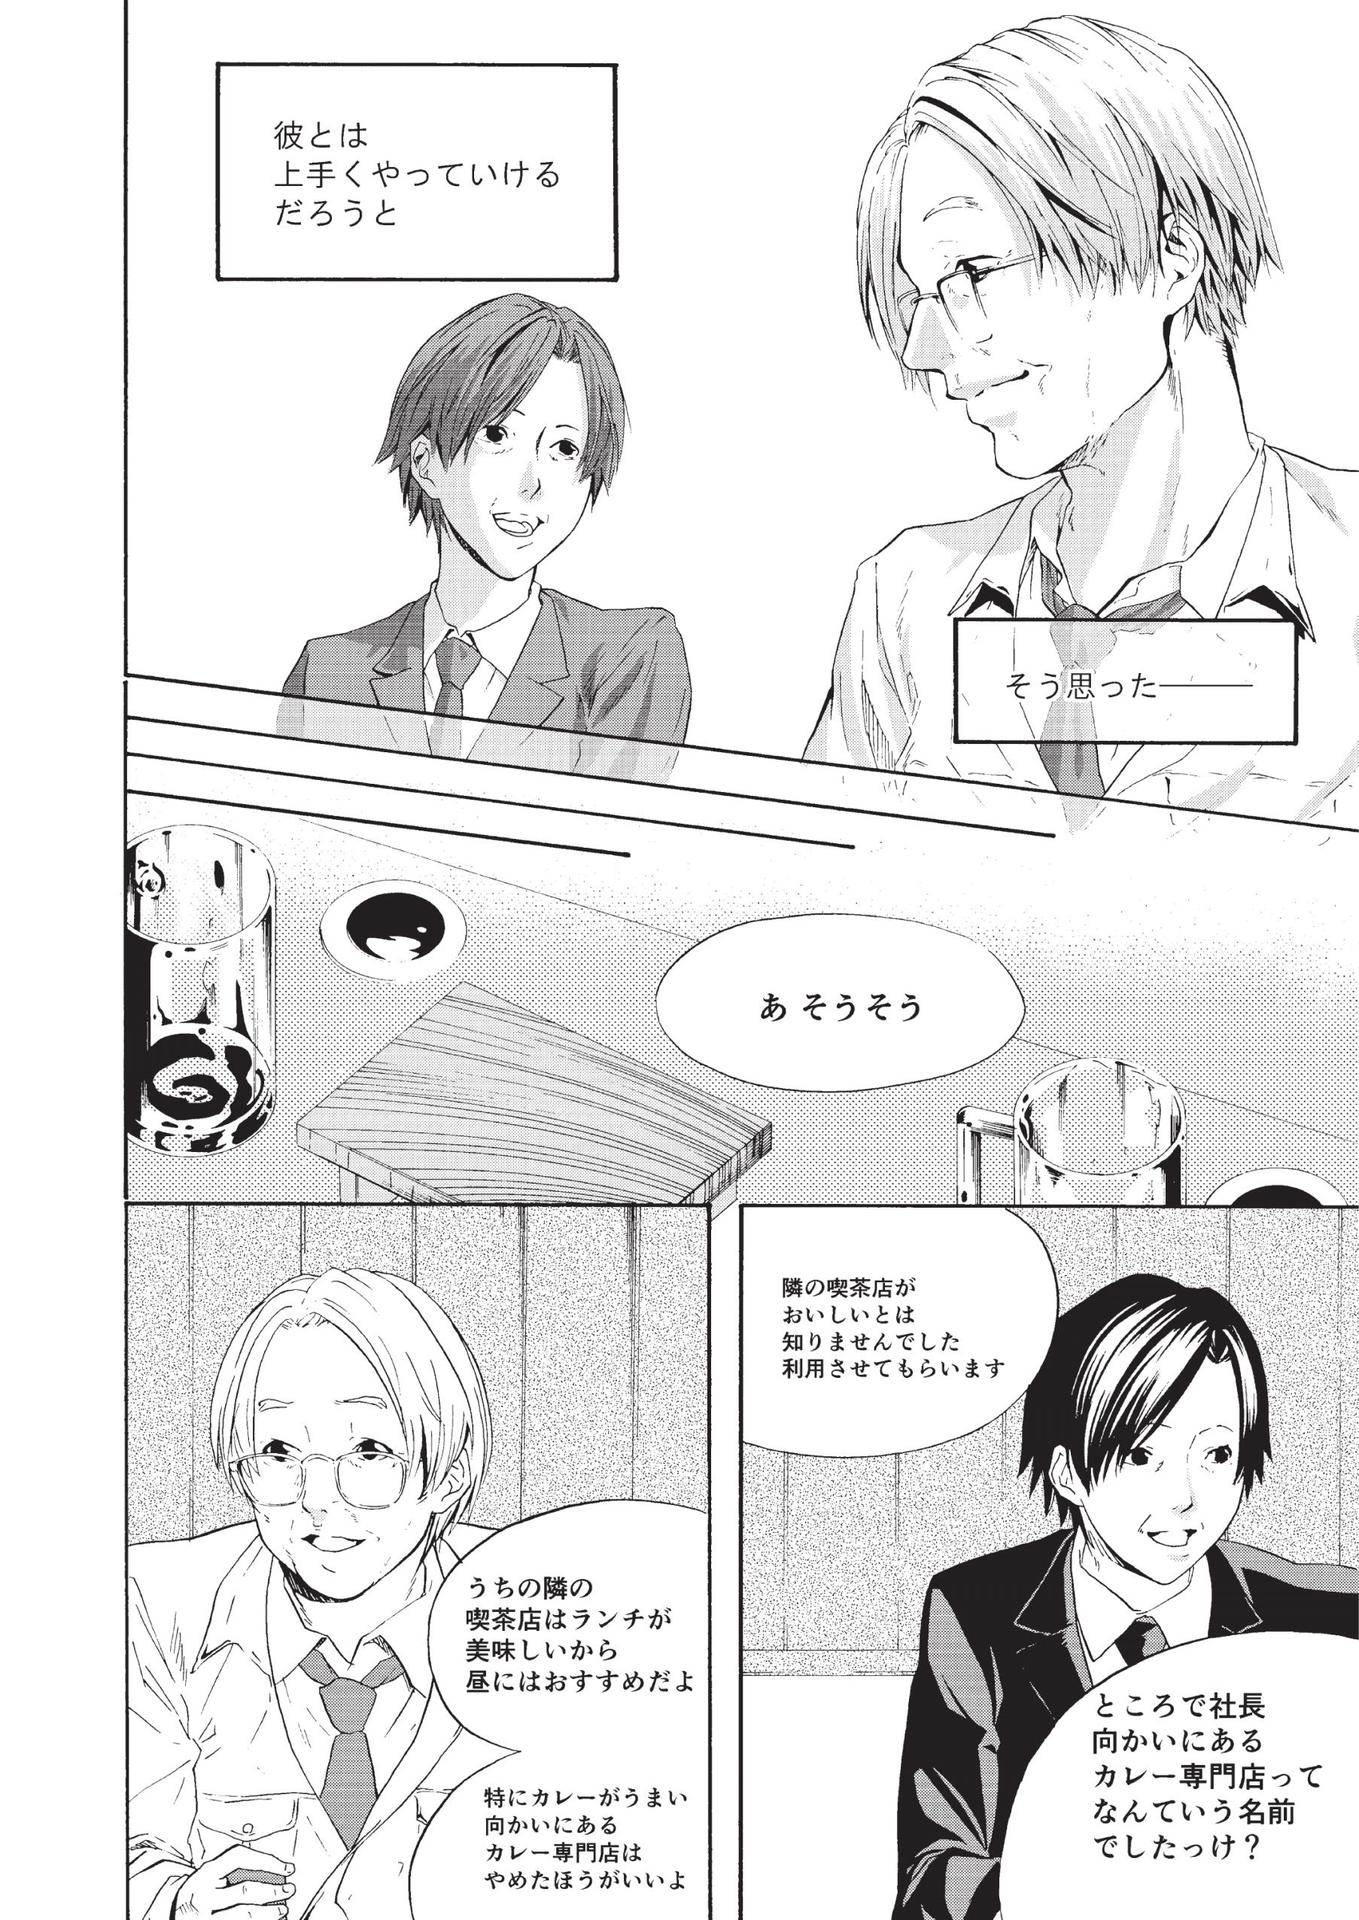 彼とは
上手くやっていける
だろうと
そう思った――
あ そうそう
うちの隣の
喫茶店はランチが
美味しいから
昼にはおすすめだよ
特にカレーがうまい
向かいにある
カレー専門店は
やめたほうがいいよ
隣の喫茶店が
おいしいとは
知りませんでした
利用させてもらいます
ところで社長
向かいにある
カレー専門店って
なんていう名前
でしたっけ？